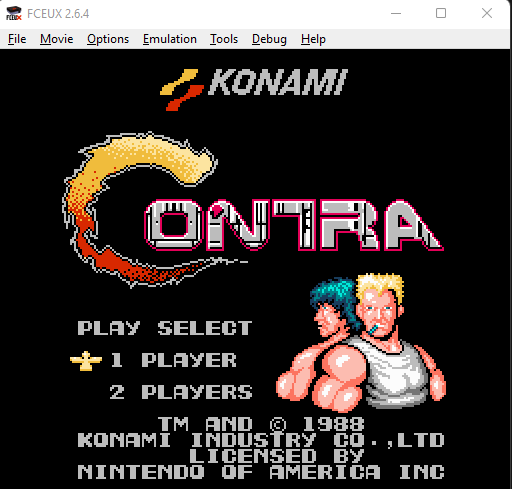 FCEUX 2.6.4
File Movie Options Emulation Tools Debug Help
KONAMI
CONTRA
PLAY SELECT
1 PLAYER
2 PLAYERS
TM AND © 1988
KONAMI INDUSTRY CO.,LTD
LICENSED BY
NINTENDO OF AMERICA INC